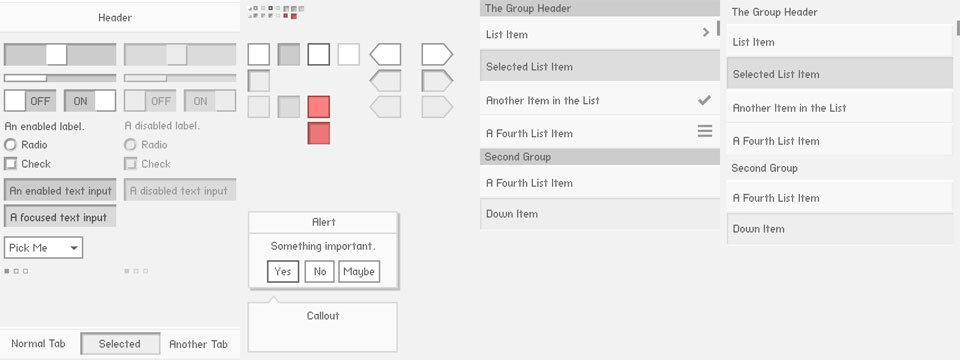 Header
OFF
ON
OFF
ON
An enabled label.
A disabled label.
Radio
Radio
Check
Check
An enabled text input
A disabled text input
A focused text input
Pick Me
Normal Tab
Selected
Another Tab
Alert
Something important.
Yes
No
Maybe
Callout
The Group Header
List Item
Selected List Item
Another Item in the List
A Fourth List Item
Second Group
A Fourth List Item
Down Item
The Group Header
List Item
Selected List Item
Another Item in the List
A Fourth List Item
Second Group
A Fourth List Item
Down Item